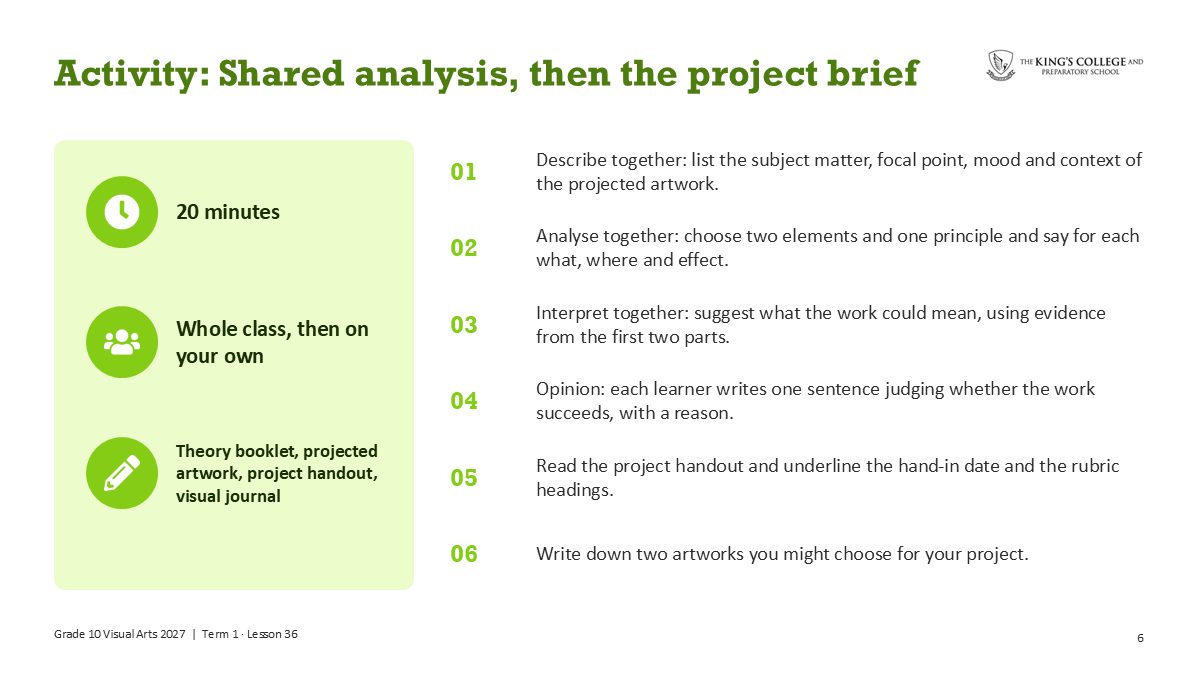 Activity: Shared analysis, then the project brief
THE KING'S COLLEGE AND
PREPARATORY SCHOOL
20 minutes
Whole class, then on
your own
Theory booklet, projected
artwork, project handout,
visual journal
01
Describe together: list the subject matter, focal point, mood and context of
the projected artwork.
02
Analyse together: choose two elements and one principle and say for each
what, where and effect.
03
Interpret together: suggest what the work could mean, using evidence
from the first two parts.
04
Opinion: each learner writes one sentence judging whether the work
succeeds, with a reason.
05
Read the project handout and underline the hand-in date and the rubric
headings.
06
Write down two artworks you might choose for your project.
Grade 10 Visual Arts 2027 | Term 1 · Lesson 36
6